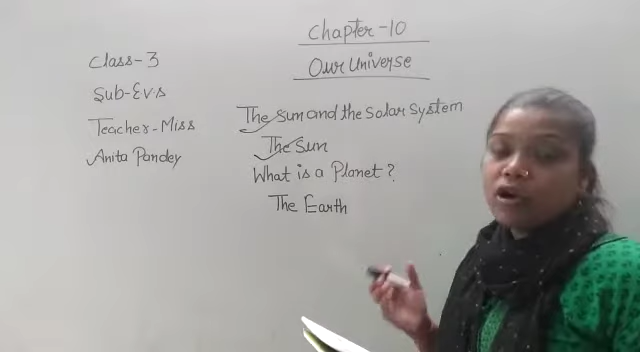 Chapter-10
Our Universe
Class-3
Sub-EVS
Teacher-Miss
Anita Pandey
The Sun and the Solar System
The Sun
What is a Planet?
The Earth